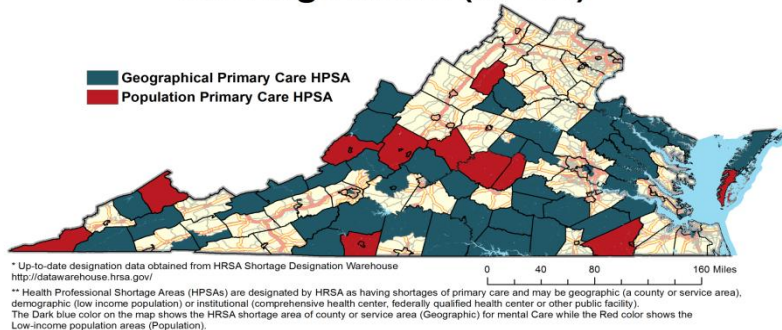 Geographical Primary Care HPSA
Population Primary Care HPSA
* Up-to-date designation data obtained from HRSA Shortage Designation Warehouse
http://datawarehouse.hrsa.gov/
0 40 80 160 Miles
** Health Professional Shortage Areas (HPSAs) are designated by HRSA as having shortages of primary care and may be geographic (a county or service area),
demographic (low income population) or institutional (comprehensive health center, federally qualified health center or other public facility).
The Dark blue color on the map shows the HRSA shortage area of county or service area (Geographic) for mental Care while the Red color shows the
Low-income population areas (Population).